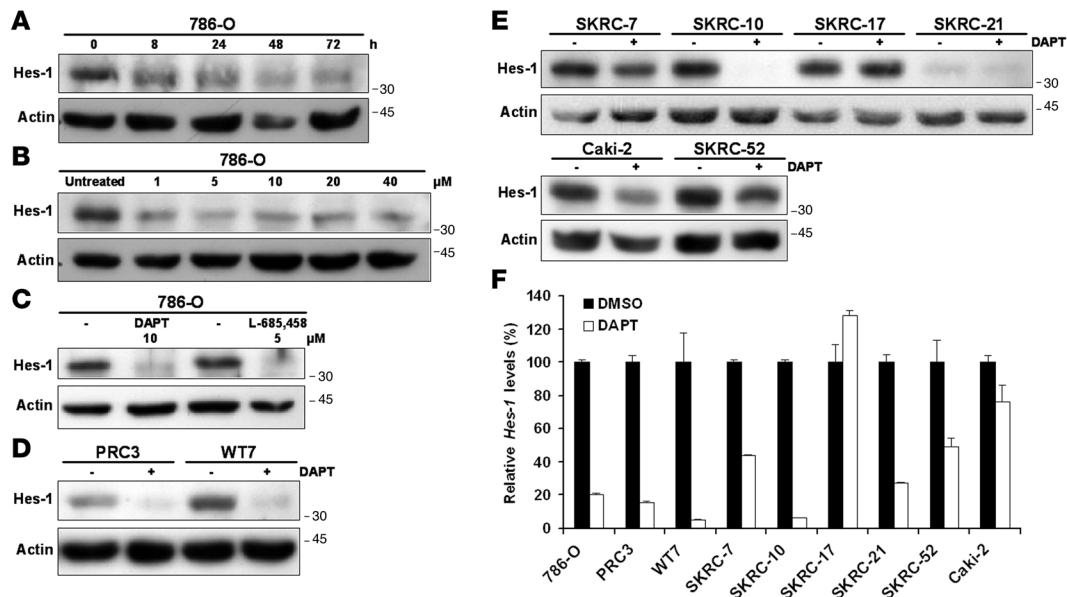 A
786-O
0 8 24 48 72 h
Hes-1
–30
Actin
–45
B
786-O
Untreated 1 5 10 20 40 µM
Hes-1
–30
Actin
–45
C
786-O
- DAPT - L-685,458
10 5 µM
Hes-1
– 30
Actin
– 45
D
PRC3 WT7
- + - + DAPT
Hes-1
– 30
Actin
– 45
E
SKRC-7 SKRC-10 SKRC-17 SKRC-21
- + - + - + - + DAPT
Hes-1
– 30
Actin
– 45
Caki-2 SKRC-52
- + - + DAPT
Hes-1
–30
Actin
–45
F
Relative Hes-1 levels (%)
140
120
100
80
60
40
20
0
DMSO
DAPT
786-O PRC3 WT7 SKRC-7 SKRC-10 SKRC-17 SKRC-21 SKRC-52 Caki-2